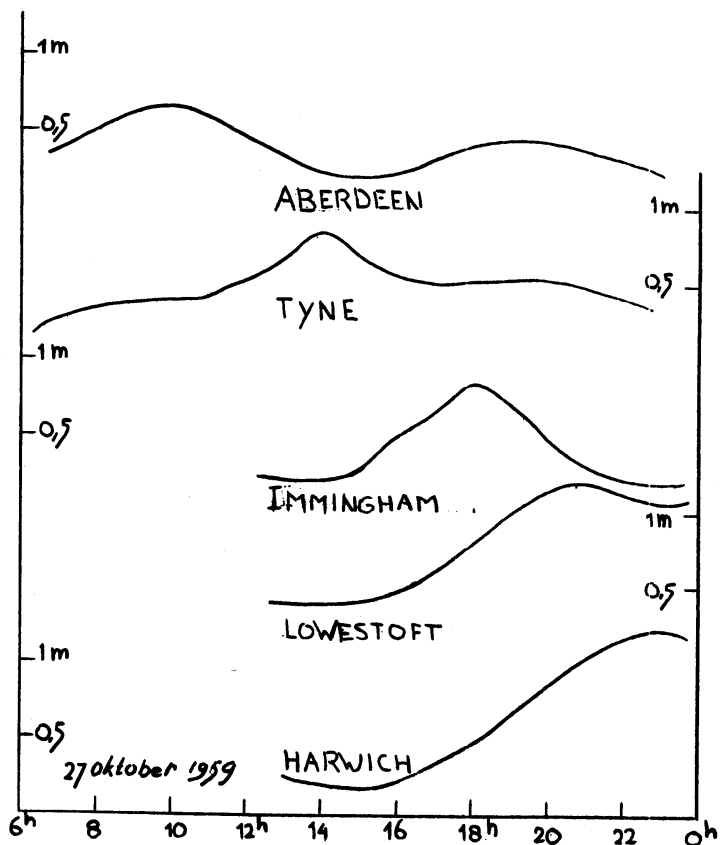 1m
0,5
ABERDEEN
1m
0,5
TYNE
1m
0,5
IMMINGHAM
1m
0,5
LOWESTOFT
1m
0,5
HARWICH
27 Oktober 1959
6h 8 10 12h 14 16 18h 20 22 0h